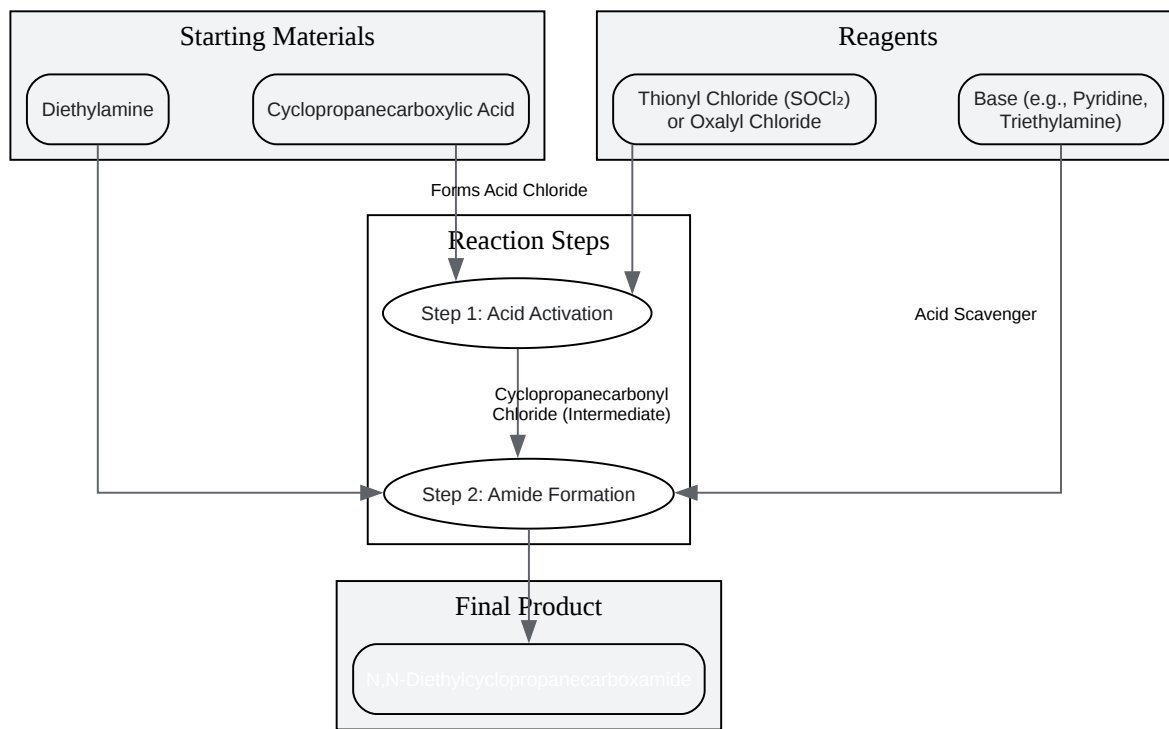 Starting Materials
Diethylamine
Cyclopropanecarboxylic Acid
Reagents
Thionyl Chloride (SOCl₂)
or Oxalyl Chloride
Base (e.g., Pyridine,
Triethylamine)
Forms Acid Chloride
Reaction Steps
Step 1: Acid Activation
Acid Scavenger
Cyclopropanecarbonyl
Chloride (Intermediate)
Step 2: Amide Formation
Final Product
N,N-Diethylcyclopropanecarboxamide